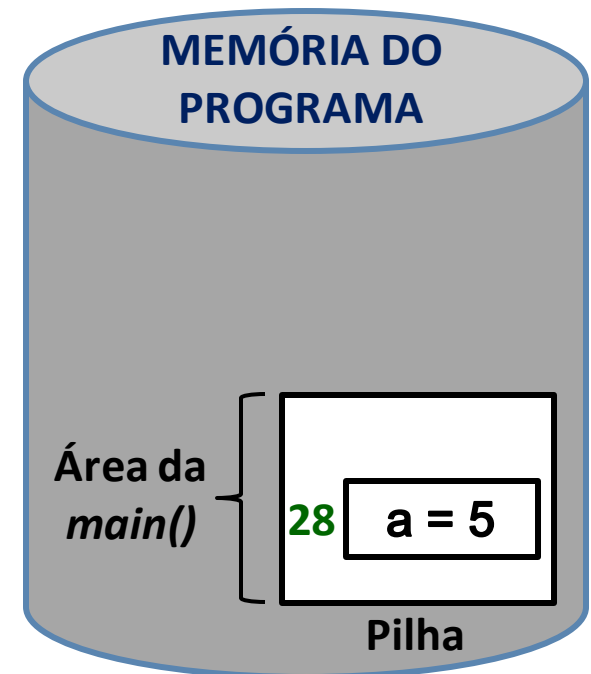 MEMÓRIA DO
PROGRAMA
Área da
main()
28
a = 5
Pilha